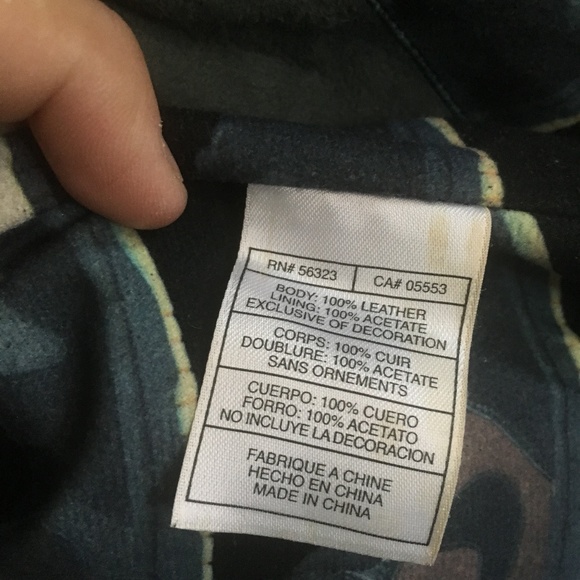 RN# 56323 CA# 05553
BODY: 100% LEATHER
LINING: 100% ACETATE
EXCLUSIVE OF DECORATION
CORPS: 100% CUIR
DOUBLURE: 100% ACETATE
SANS ORNEMENTS
CUERPO: 100% CUERO
FORRO: 100% ACETATO
NO INCLUYE LA DECORACION
FABRIQUE A CHINE
HECHO EN CHINA
MADE IN CHINA